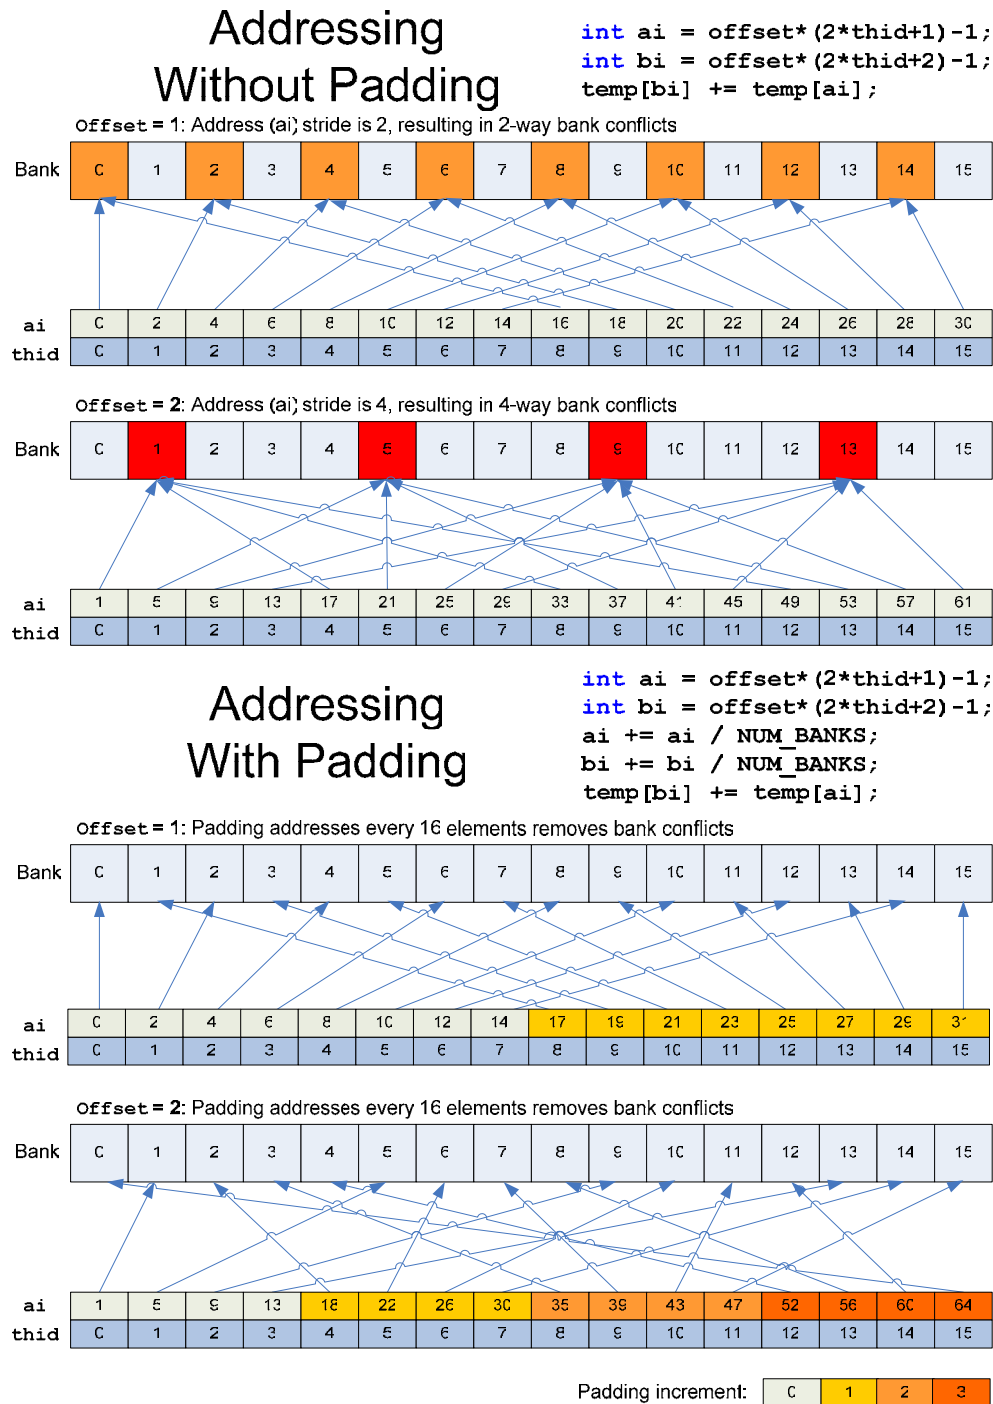 Addressing
Without Padding
int ai = offset*(2*thid+1)-1;
int bi = offset*(2*thid+2)-1;
temp[bi] += temp[ai];
Offset = 1: Address (ai) stride is 2, resulting in 2-way bank conflicts
Bank 0 1 2 3 4 5 6 7 8 9 10 11 12 13 14 15
ai 0 2 4 6 8 10 12 14 16 18 20 22 24 26 28 30
thid 0 1 2 3 4 5 6 7 8 9 10 11 12 13 14 15
Offset = 2: Address (ai) stride is 4, resulting in 4-way bank conflicts
Bank 0 1 2 3 4 5 6 7 8 9 10 11 12 13 14 15
ai 1 5 9 13 17 21 25 29 33 37 41 45 49 53 57 61
thid 0 1 2 3 4 5 6 7 8 9 10 11 12 13 14 15
Addressing
With Padding
int ai = offset*(2*thid+1)-1;
int bi = offset*(2*thid+2)-1;
ai += ai / NUM_BANKS;
bi += bi / NUM_BANKS;
temp[bi] += temp[ai];
Offset = 1: Padding addresses every 16 elements removes bank conflicts
Bank 0 1 2 3 4 5 6 7 8 9 10 11 12 13 14 15
ai 0 2 4 6 8 10 12 14 17 19 21 23 25 27 29 31
thid 0 1 2 3 4 5 6 7 8 9 10 11 12 13 14 15
Offset = 2: Padding addresses every 16 elements removes bank conflicts
Bank 0 1 2 3 4 5 6 7 8 9 10 11 12 13 14 15
ai 1 5 9 13 18 22 26 30 35 39 43 47 52 56 60 64
thid 0 1 2 3 4 5 6 7 8 9 10 11 12 13 14 15
Padding increment: 0 1 2 3